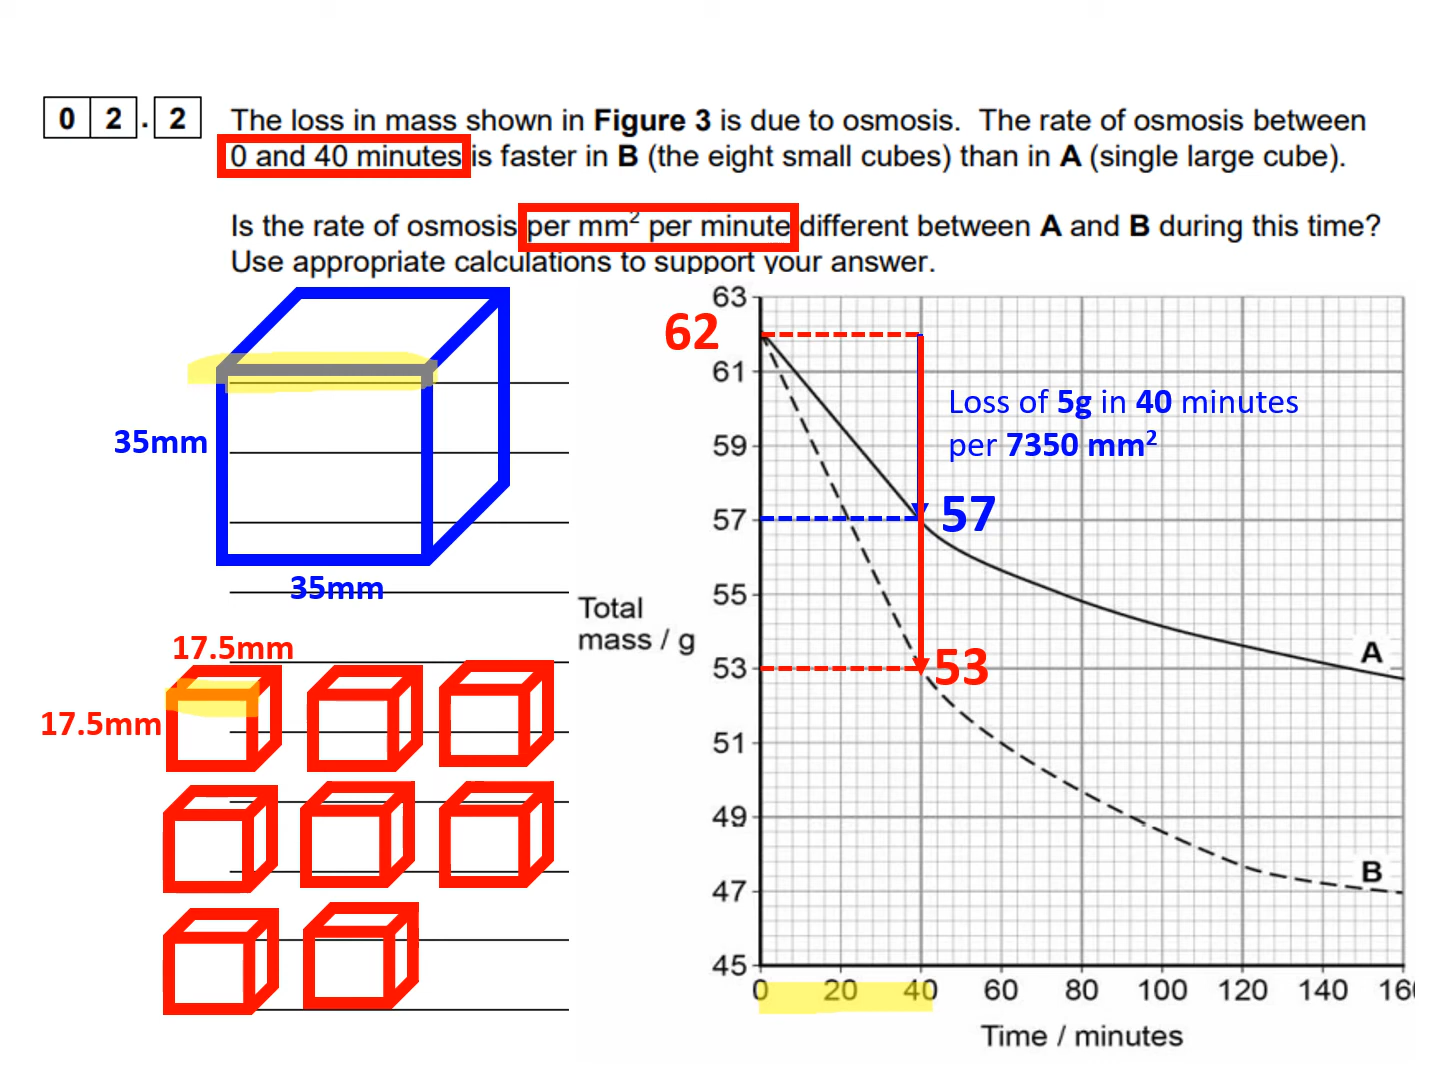 02.2
The loss in mass shown in Figure 3 is due to osmosis. The rate of osmosis between
0 and 40 minutes is faster in B (the eight small cubes) than in A (single large cube).
Is the rate of osmosis per mm² per minute different between A and B during this time?
Use appropriate calculations to support your answer.
35mm
35mm
17.5mm
17.5mm
Total
mass / g
63
61
59
57
55
53
51
49
47
45
62
Loss of 5g in 40 minutes
per 7350 mm²
57
53
A
B
0 20 40 60 80 100 120 140 16
Time / minutes